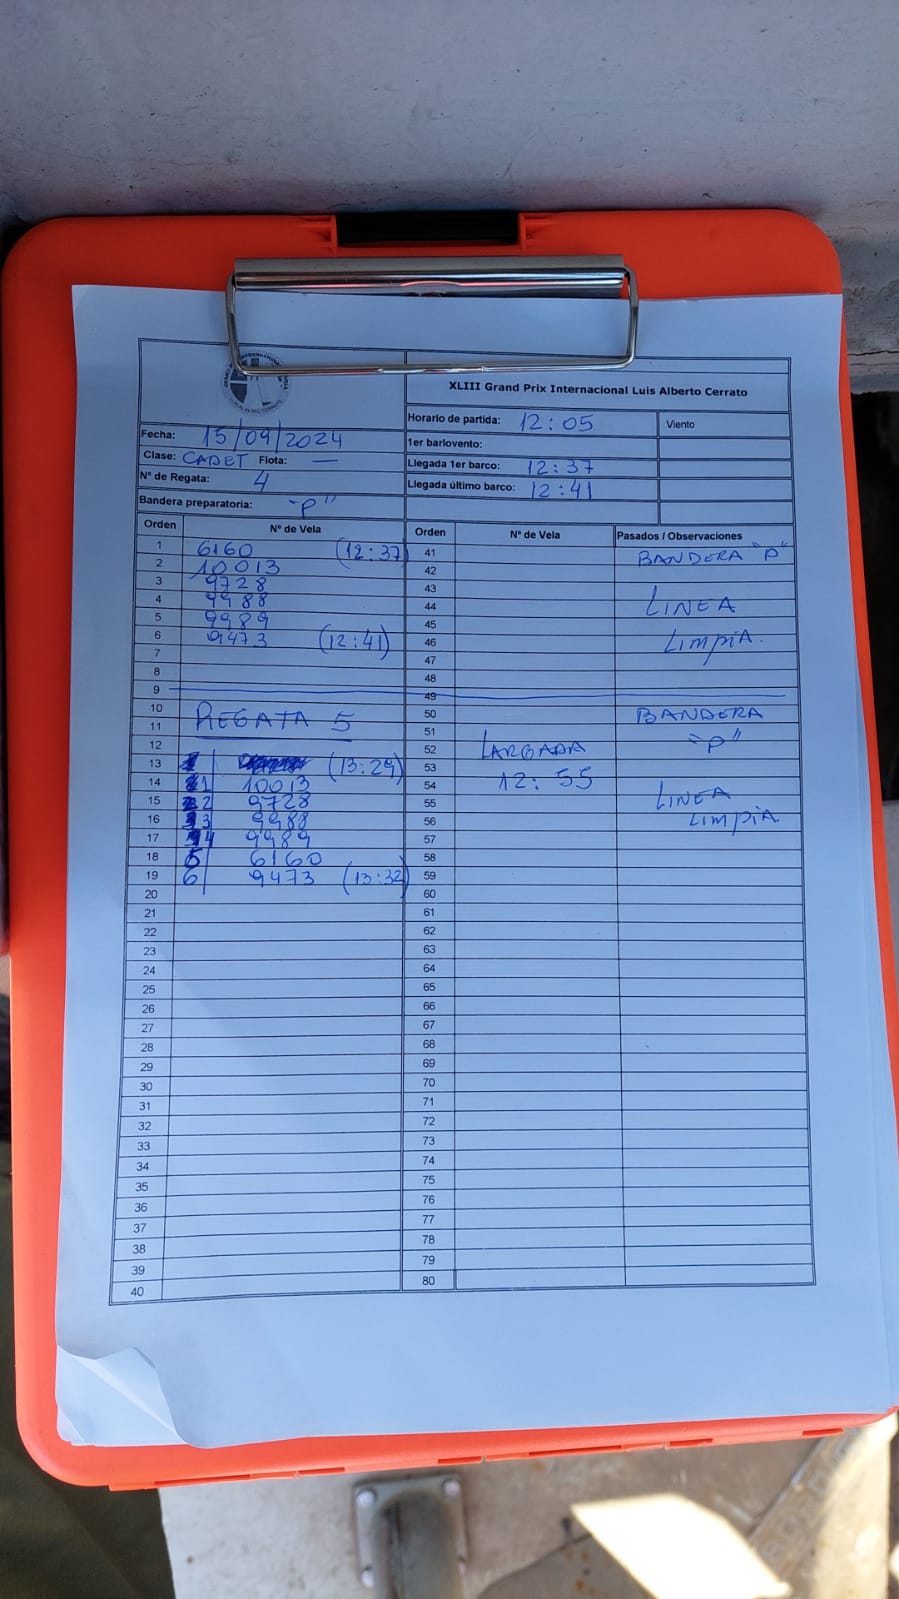 XLIII Grand Prix Internacional Luis Alberto Cerrato
Horario de partida: 12:05 Viento
Fecha: 15/09/2024
1er barlovento:
Clase: CADET Flota: —
Llegada 1er barco: 12:37
Nº de Regata: 4
Llegada último barco: 12:41
Bandera preparatoria: "P"
Orden Nº de Vela Orden Nº de Vela Pasados / Observaciones
1 6160 (12:37) 41 BANDERA "P"
2 10013 42
3 9728 43
4 9988 44 LINEA
5 9989 45
6 9473 (12:41) 46 LIMPIA.
7 47
8 48
9 49
10 50 BANDERA
11 REGATA 5 51 "P"
12 52 LARGADA
13 (13:29) 53
14 1 10013 54 12:55
15 2 9728 55 LINEA
16 3 9988 56 LIMPIA.
17 4 9989 57
18 5 6160 58
19 6 9473 (13:32) 59
20 60
21 61
22 62
23 63
24 64
25 65
26 66
27 67
28 68
29 69
30 70
31 71
32 72
33 73
34 74
35 75
36 76
37 77
38 78
39 79
40 80